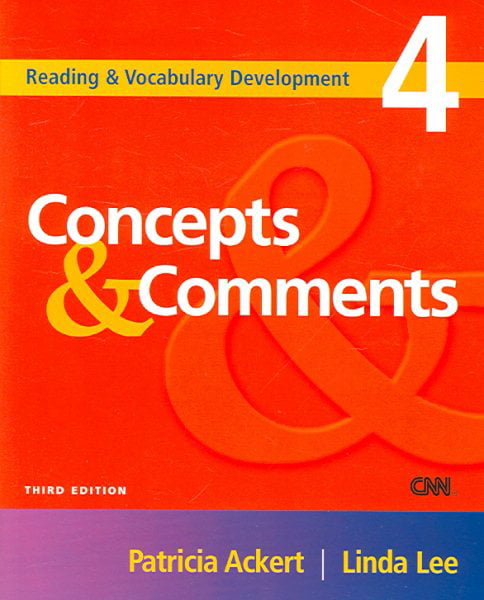 Reading & Vocabulary Development 4
Concepts
& Comments
THIRD EDITION
CNN
Patricia Ackert | Linda Lee